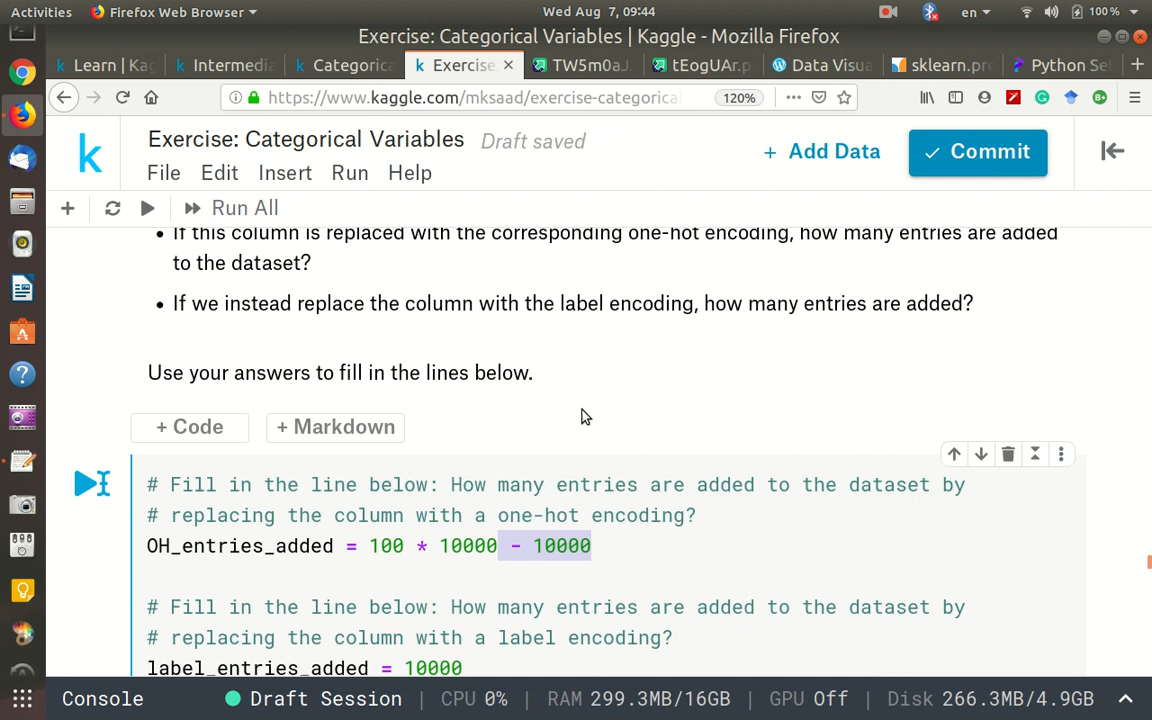 Activities Firefox Web Browser Wed Aug 7, 09:44 en 100 %
Exercise: Categorical Variables | Kaggle - Mozilla Firefox
Learn | Kag Intermedia Categorica Exercise: TW5m0aJ tEogUAr.p Data Visua sklearn.pre Python Set
https://www.kaggle.com/mksaad/exercise-categorica 120%
k Exercise: Categorical Variables Draft saved
+ Add Data Commit
File Edit Insert Run Help
Run All
• If this column is replaced with the corresponding one-hot encoding, how many entries are added
to the dataset?
• If we instead replace the column with the label encoding, how many entries are added?
Use your answers to fill in the lines below.
+ Code + Markdown
# Fill in the line below: How many entries are added to the dataset by
# replacing the column with a one-hot encoding?
OH_entries_added = 100 * 10000 - 10000
# Fill in the line below: How many entries are added to the dataset by
# replacing the column with a label encoding?
label_entries_added = 10000
Console Draft Session | CPU 0% | RAM 299.3MB/16GB | GPU Off | Disk 266.3MB/4.9GB